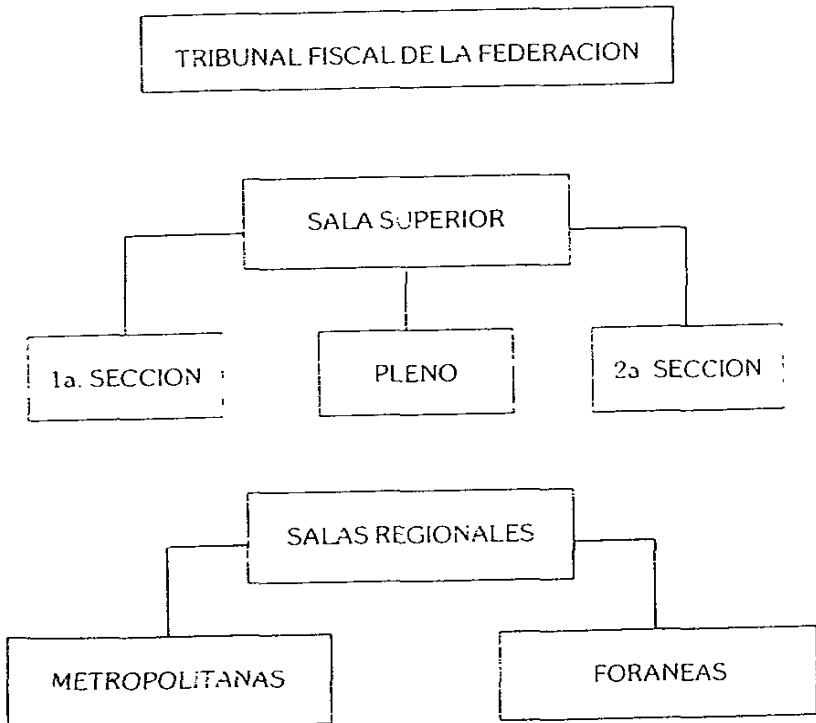 TRIBUNAL FISCAL DE LA FEDERACION
SALA SUPERIOR
1a. SECCION
PLENO
2a SECCION
SALAS REGIONALES
METROPOLITANAS
FORANEAS